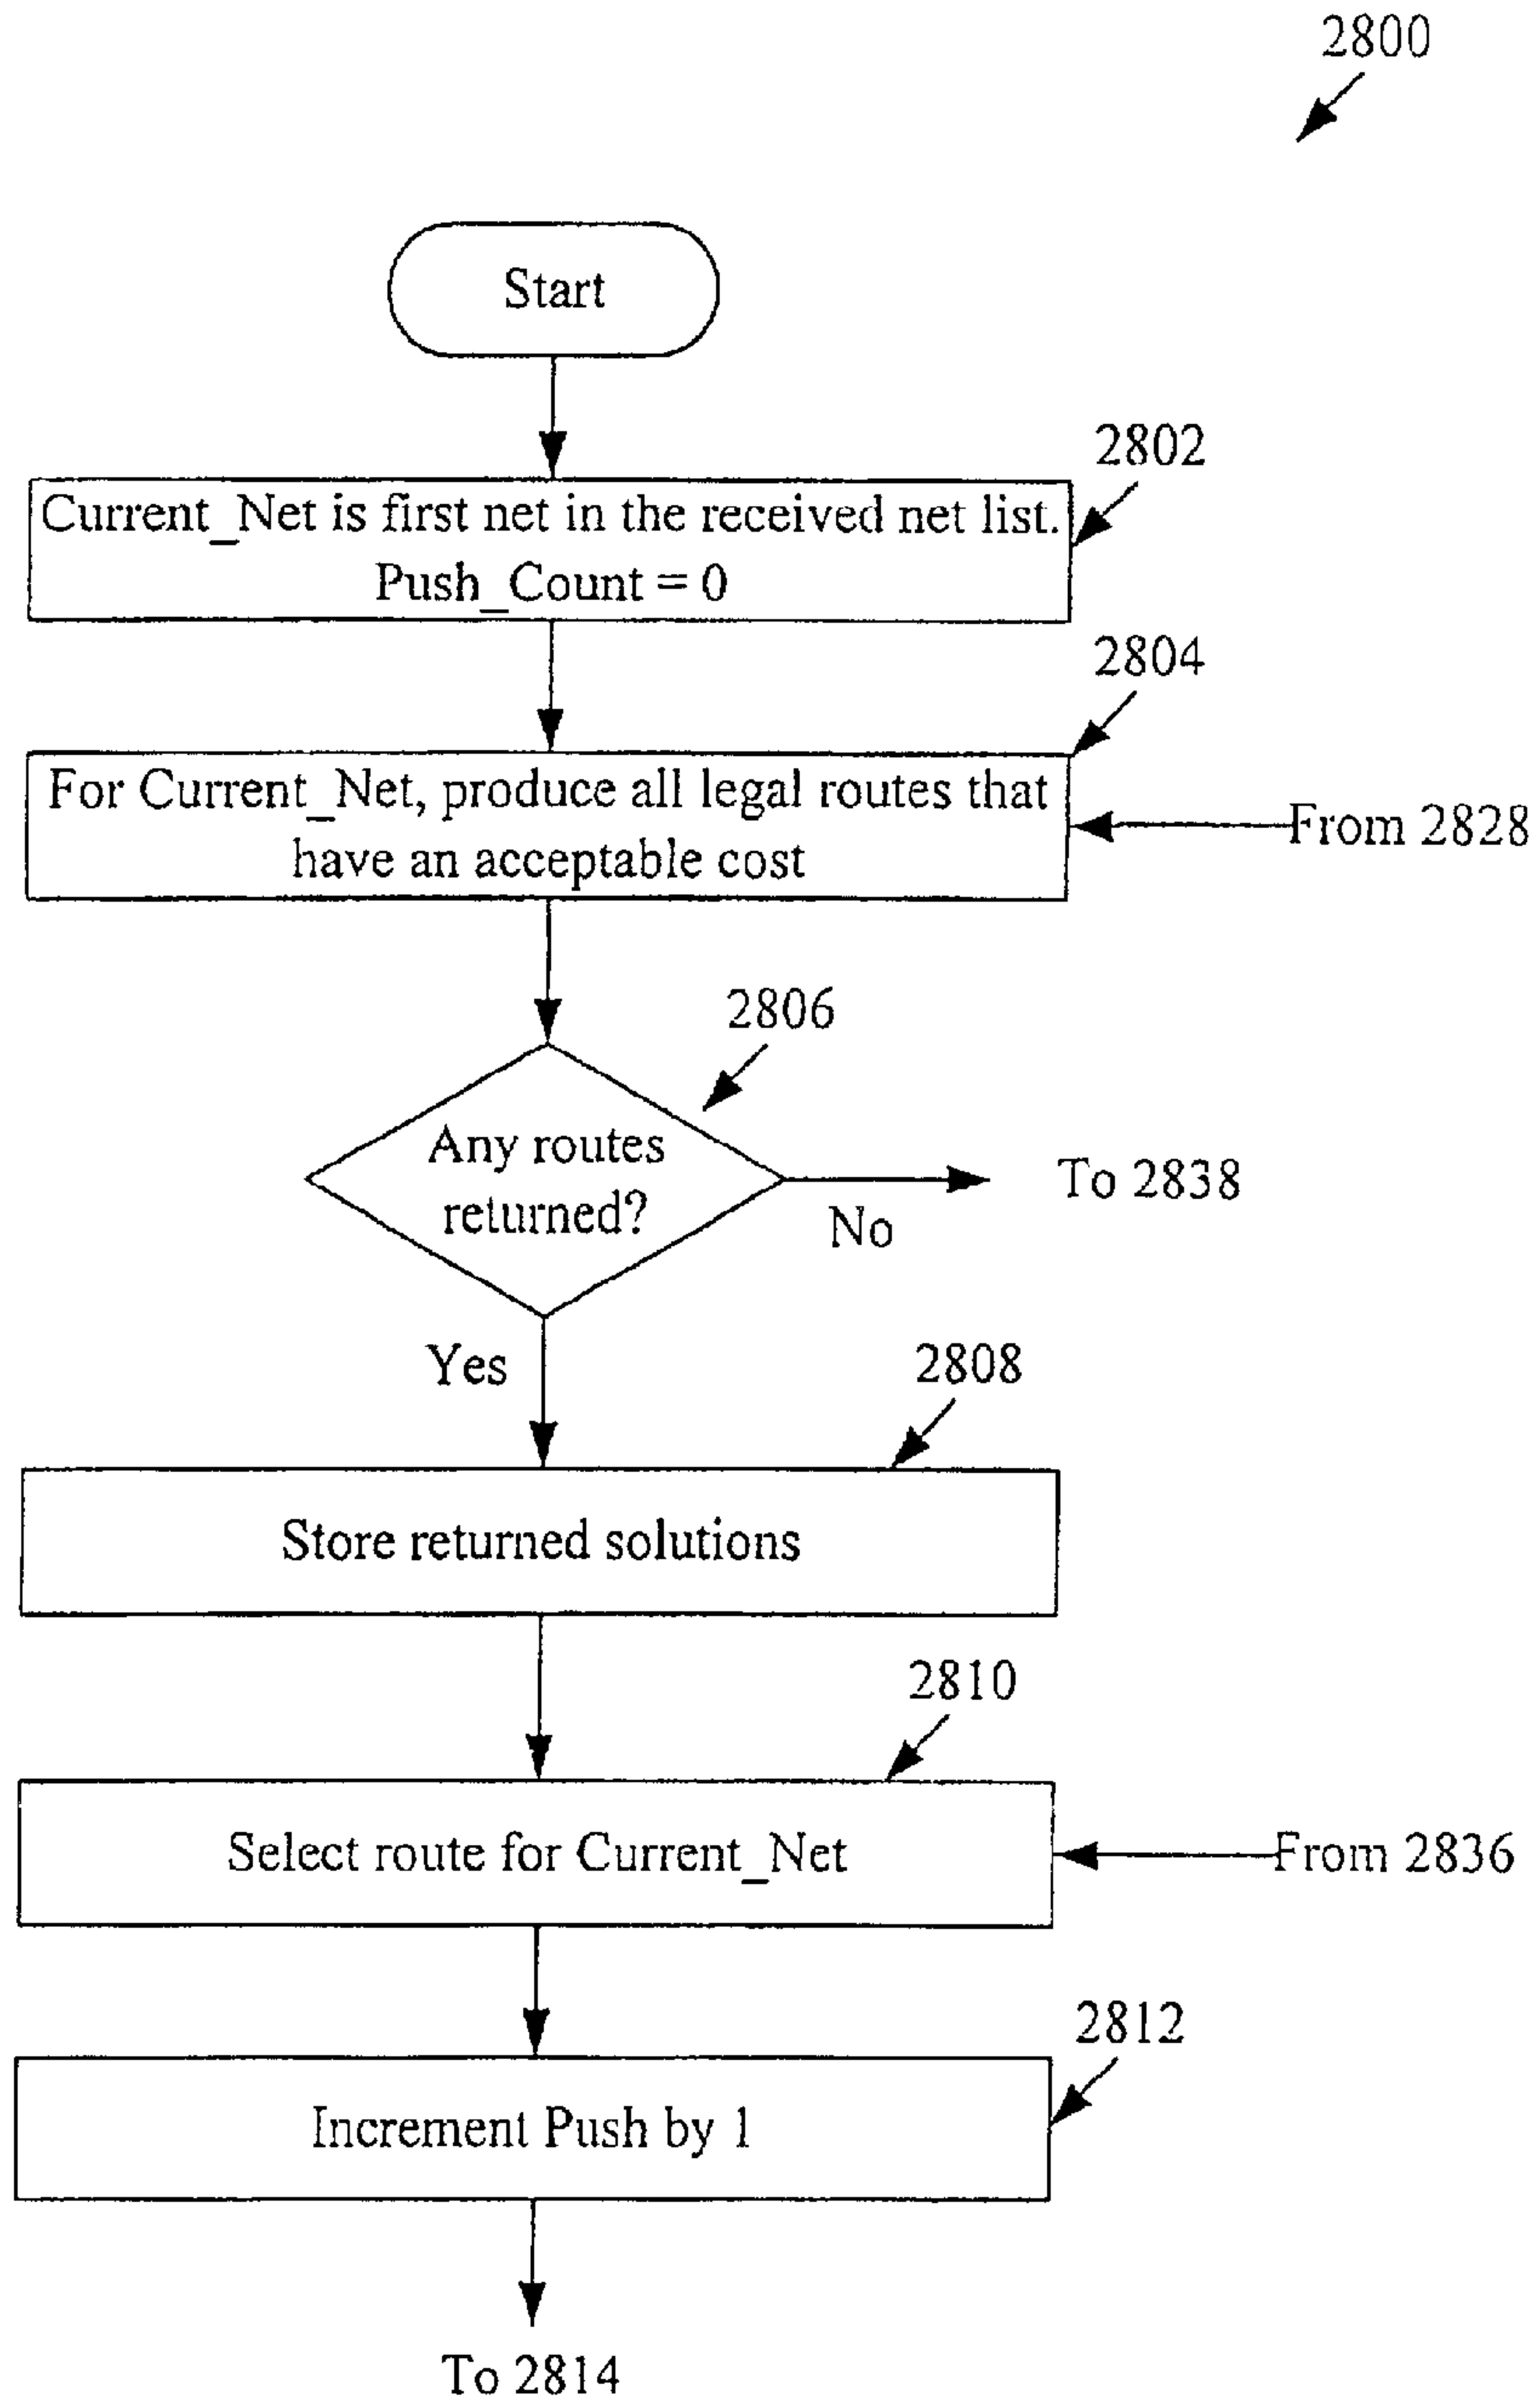 2800
Start
2802
Current_Net is first net in the received net list.
Push_Count = 0
2804
For Current_Net, produce all legal routes that
have an acceptable cost
From 2828
2806
Any routes
returned?
To 2838
No
Yes
2808
Store returned solutions
2810
Select route for Current_Net
From 2836
2812
Increment Push by 1
To 2814